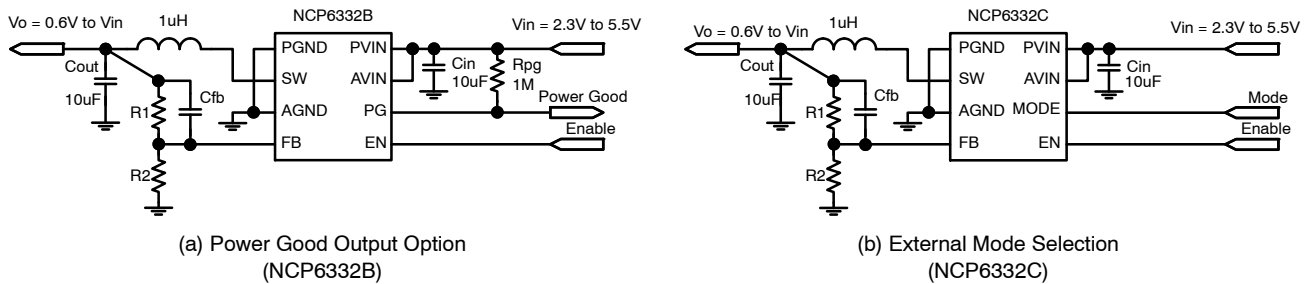 NCP6332B
Vo = 0.6V to Vin
1uH
Vin = 2.3V to 5.5V
PGND
PVIN
Cout
SW
AVIN
Cin
10uF
Rpg
1M
10uF
Cfb
R1
AGND
PG
Power Good
FB
EN
Enable
R2
(a) Power Good Output Option
(NCP6332B)
NCP6332C
Vo = 0.6V to Vin
1uH
Vin = 2.3V to 5.5V
PGND
PVIN
Cout
SW
AVIN
Cin
10uF
10uF
Cfb
R1
AGND
MODE
Mode
FB
EN
Enable
R2
(b) External Mode Selection
(NCP6332C)